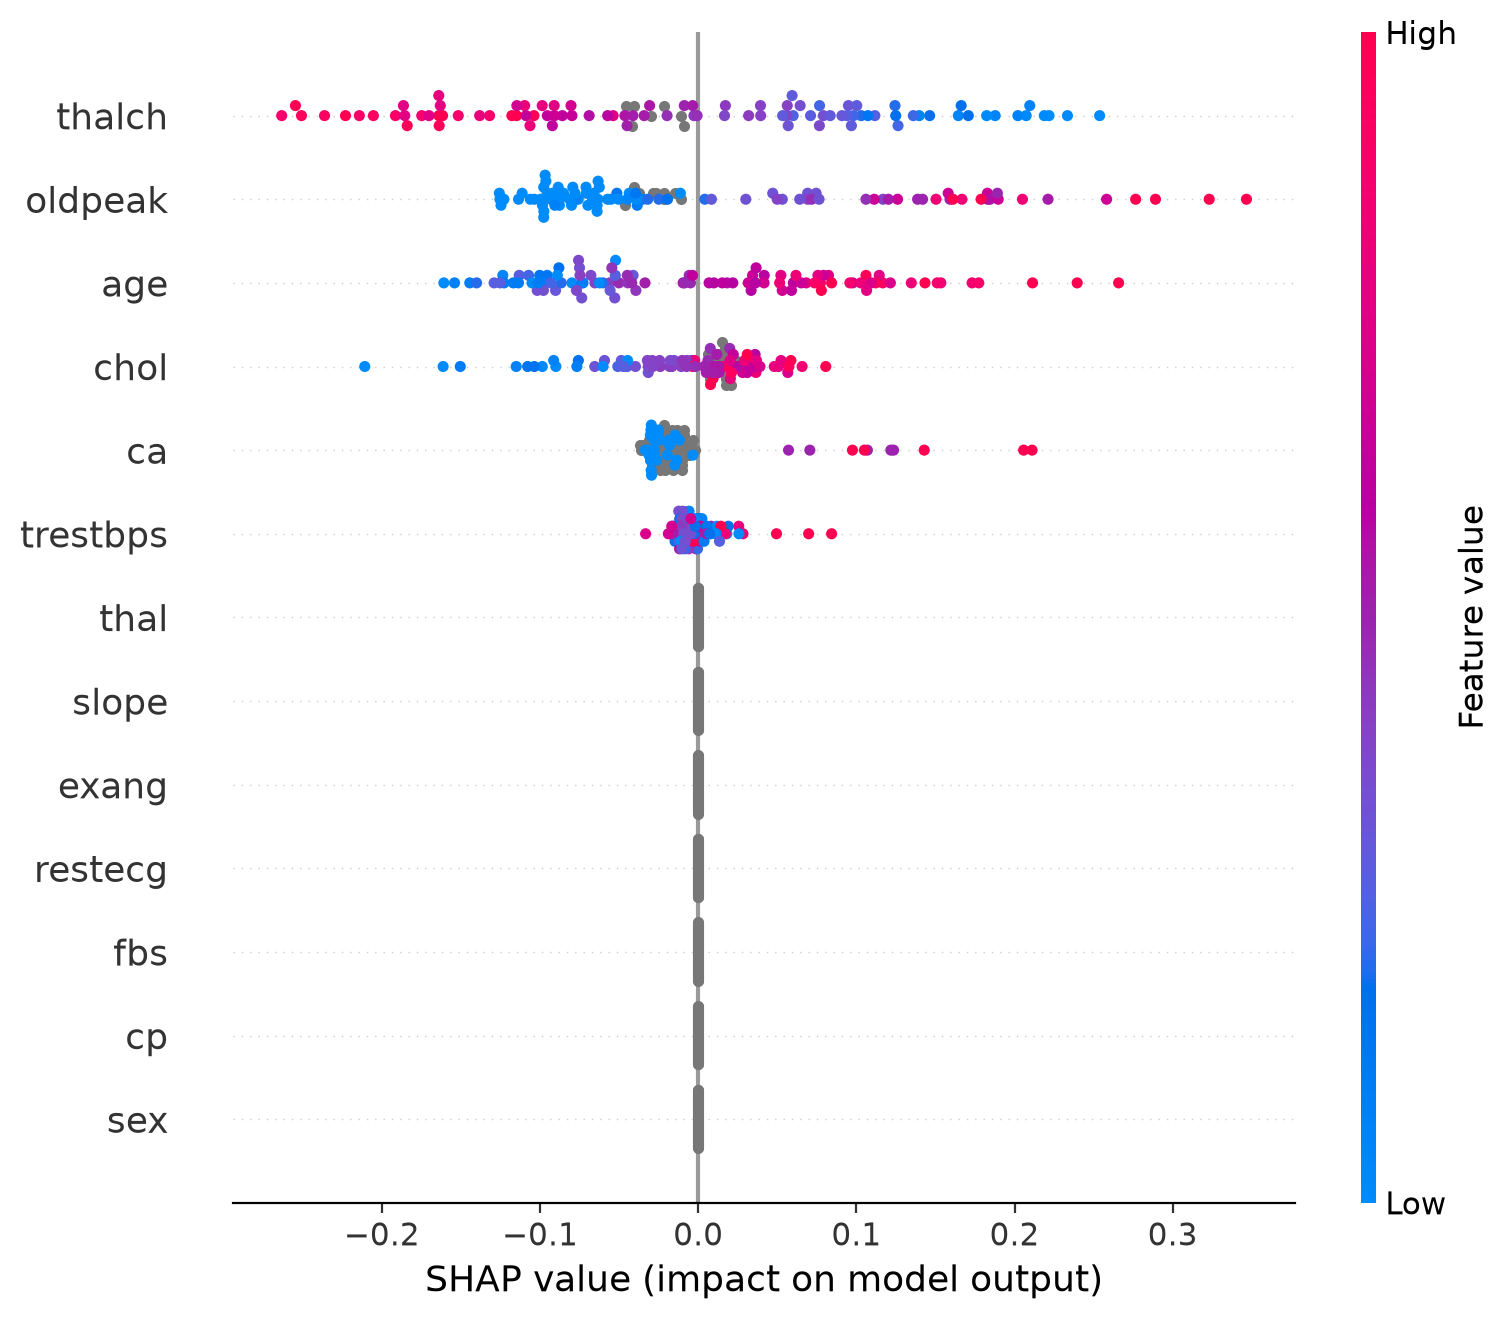 High
thalch
oldpeak
age
chol
ca
trestbps
thal
slope
exang
restecg
fbs
cp
sex
Feature value
Low
−0.2 −0.1 0.0 0.1 0.2 0.3
SHAP value (impact on model output)